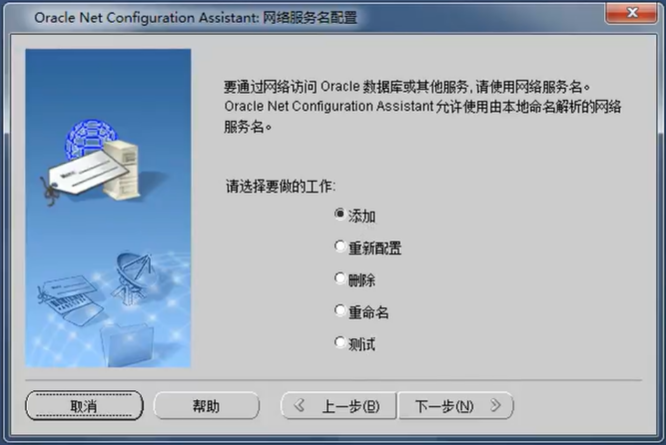 Oracle Net Configuration Assistant: 网络服务名配置
要通过网络访问 Oracle 数据库或其他服务,请使用网络服务名。
Oracle Net Configuration Assistant 允许使用由本地命名解析的网络
服务名。
请选择要做的工作:
添加
重新配置
删除
重命名
测试
取消
帮助
上一步(B)
下一步(N)